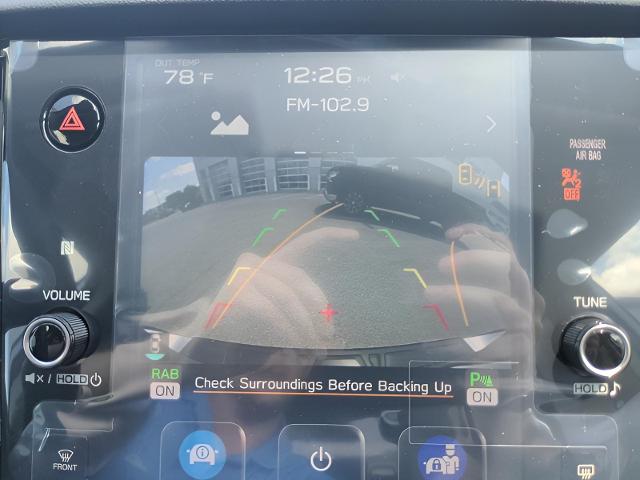 OUT TEMP
78 °F
12:26 PM
FM-102.9
PASSENGER
AIR BAG
2
OFF
VOLUME
TUNE
/ HOLD
HOLD
RAB
ON
Check Surroundings Before Backing Up
P
ON
FRONT